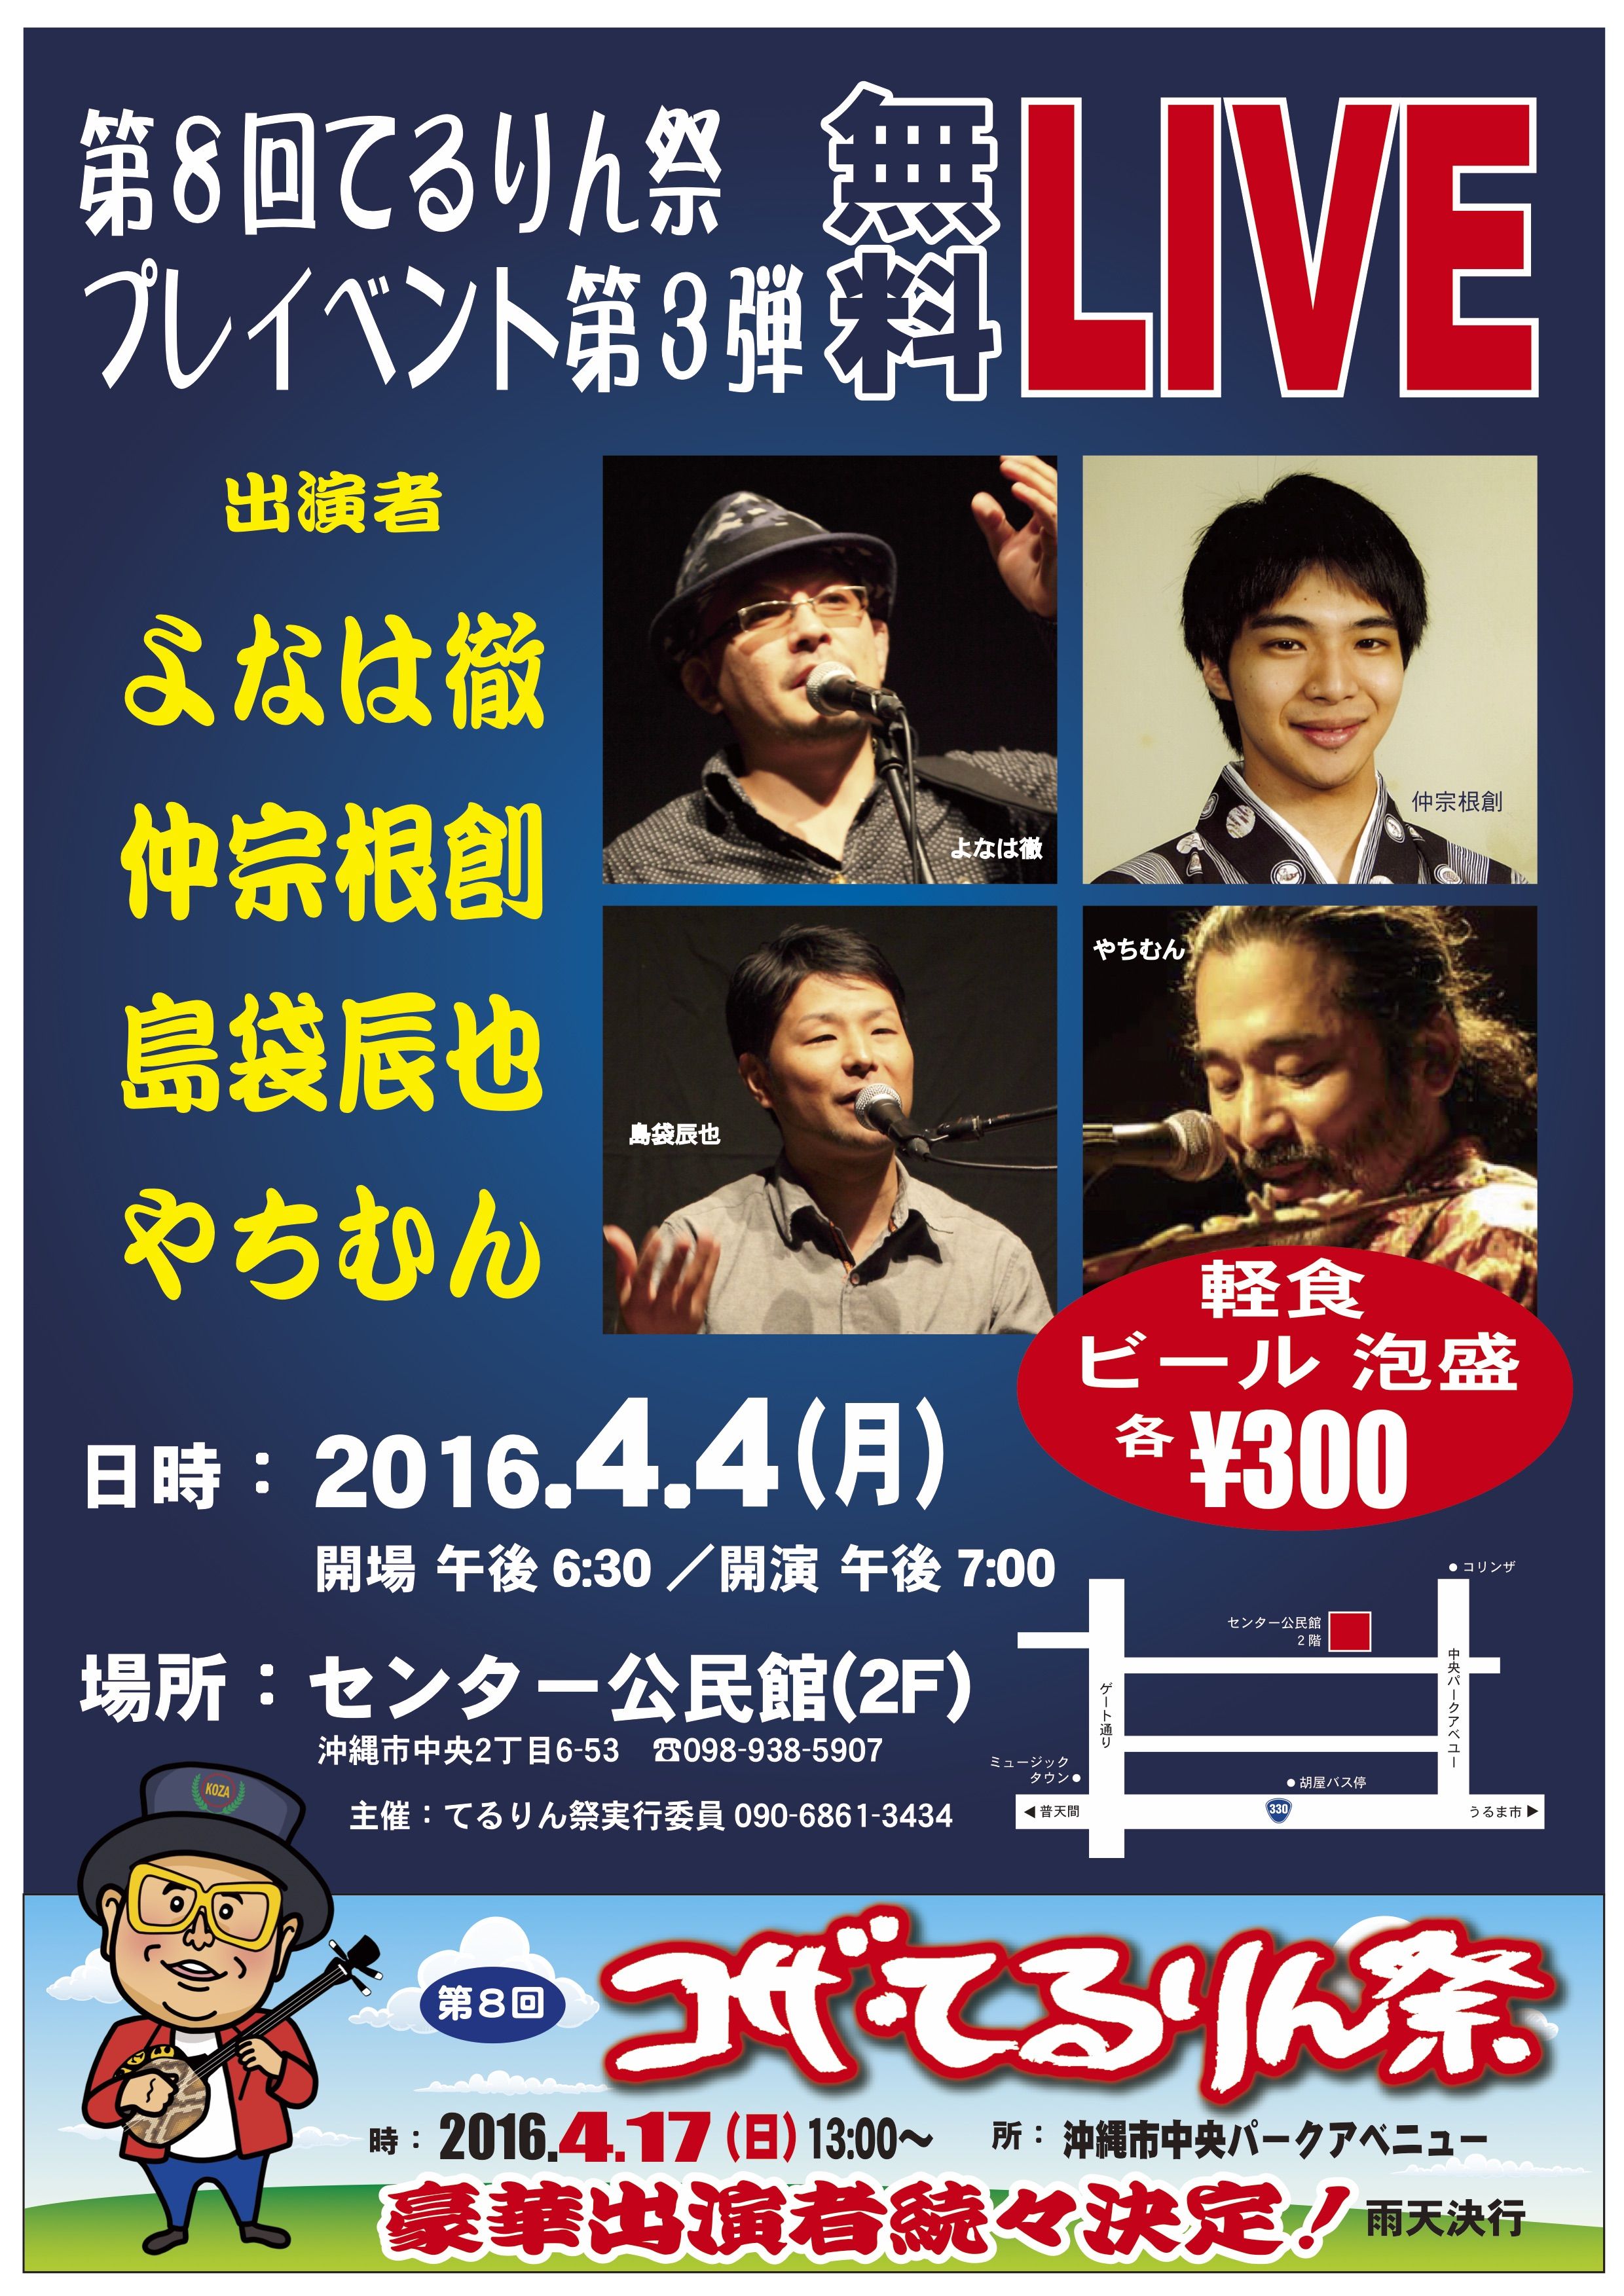 第８回てるりん祭
プレイベント第３弾
無料
LIVE
出演者
よなは徹
仲宗根創
島袋辰也
やちむん
よなは徹
仲宗根創
島袋辰也
やちむん
軽食
ビール 泡盛
各 ¥300
日時： 2016.4.4(月)
開場 午後 6:30 ／開演 午後 7:00
場所：センター公民館(2F)
沖縄市中央2丁目6-53　☎098-938-5907
主催：てるりん祭実行委員 090-6861-3434
コリンザ
センター公民館
２階
中央パークアベユー
ゲート通り
ミュージック
タウン
胡屋バス停
◀ 普天間
330
うるま市 ▶
KOZA
第８回
コザ・てるりん祭
時： 2016.4.17(日)13:00〜　所： 沖縄市中央パークアベニュー
豪華出演者続々決定！ 雨天決行